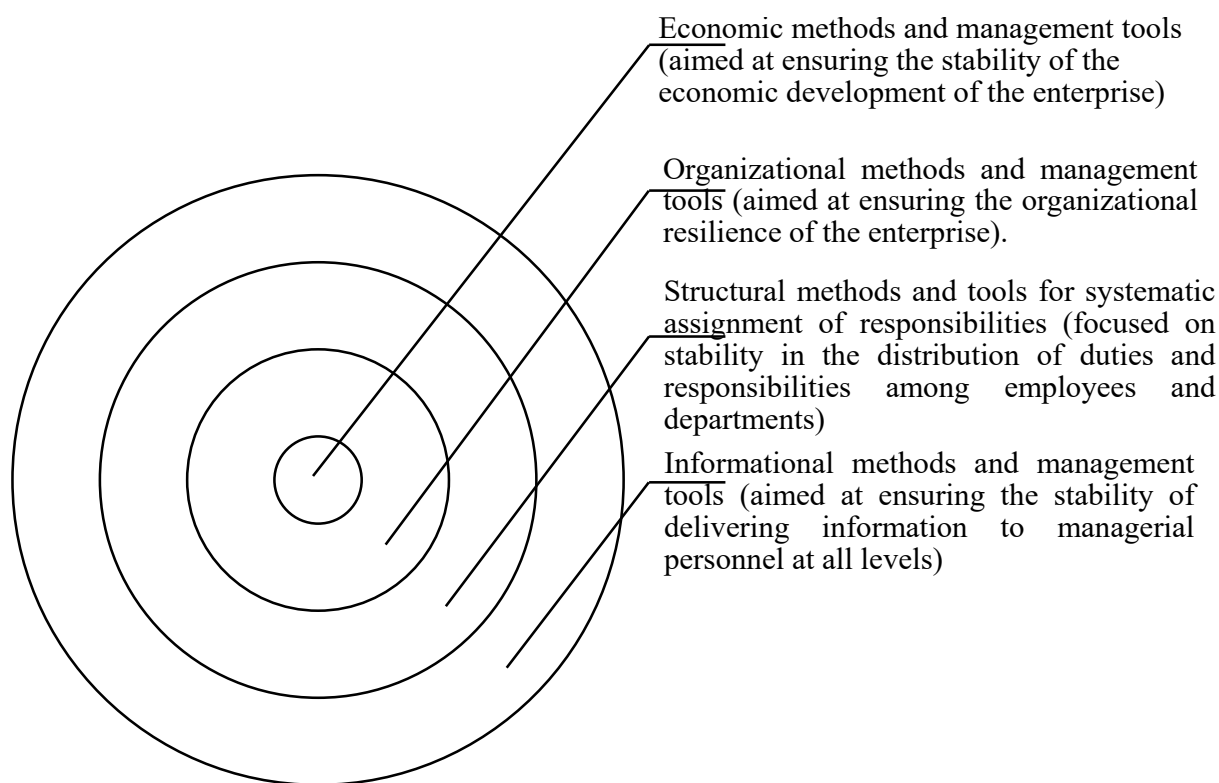 Economic methods and management tools
(aimed at ensuring the stability of the
economic development of the enterprise)
Organizational methods and management
tools (aimed at ensuring the organizational
resilience of the enterprise).
Structural methods and tools for systematic
assignment of responsibilities (focused on
stability in the distribution of duties and
responsibilities among employees and
departments)
Informational methods and management
tools (aimed at ensuring the stability of
delivering information to managerial
personnel at all levels)